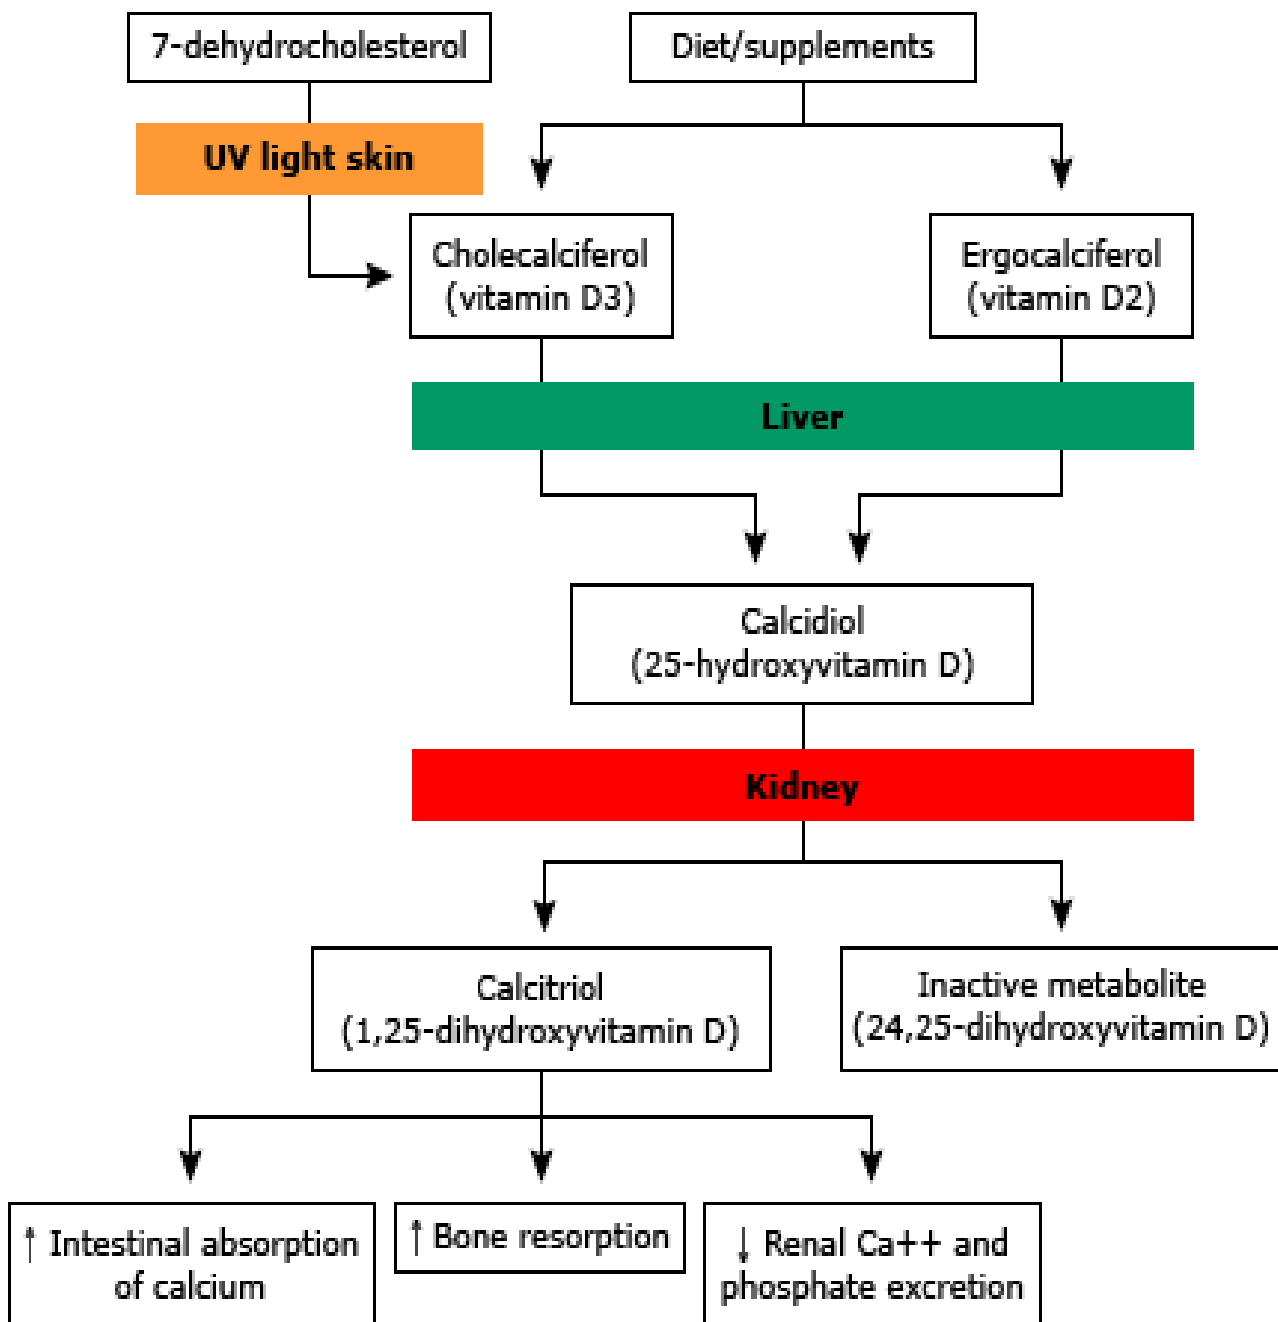 7-dehydrocholesterol
Diet/supplements
UV light skin
Cholecalciferol
(vitamin D3)
Ergocalciferol
(vitamin D2)
Liver
Calcidiol
(25-hydroxyvitamin D)
Kidney
Calcitriol
(1,25-dihydroxyvitamin D)
Inactive metabolite
(24,25-dihydroxyvitamin D)
↑ Intestinal absorption
of calcium
↑ Bone resorption
↓ Renal Ca++ and
phosphate excretion